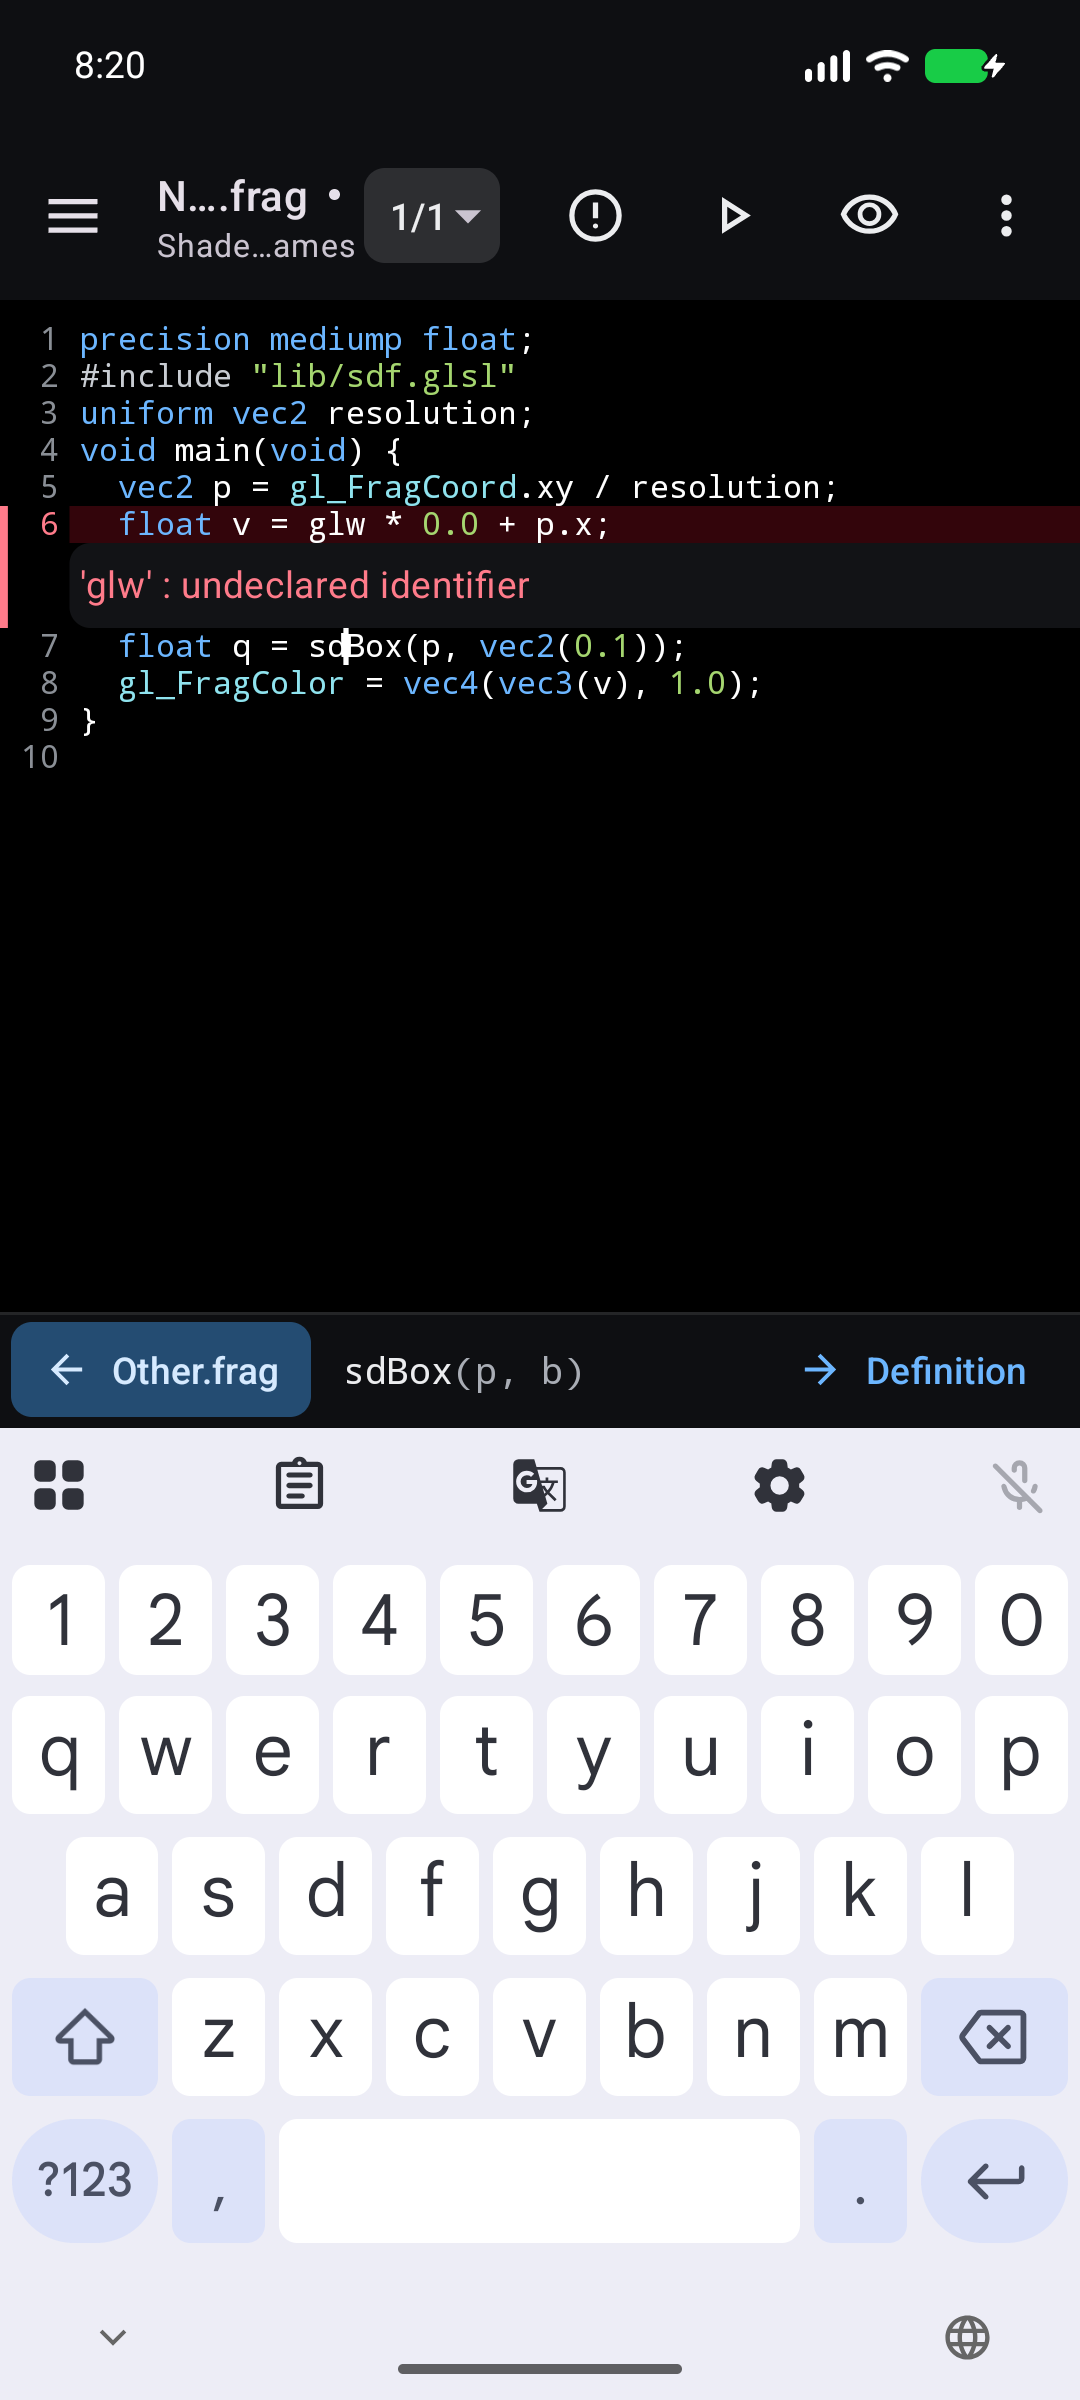 8:20
N....frag •
Shade...ames
1/1
1 precision mediump float;
2 #include "lib/sdf.glsl"
3 uniform vec2 resolution;
4 void main(void) {
5   vec2 p = gl_FragCoord.xy / resolution;
6   float v = glw * 0.0 + p.x;
'glw' : undeclared identifier
7   float q = sdBox(p, vec2(0.1));
8   gl_FragColor = vec4(vec3(v), 1.0);
9 }
10
← Other.frag sdBox(p, b) → Definition
G 文
1 2 3 4 5 6 7 8 9 0
q w e r t y u i o p
a s d f g h j k l
z x c v b n m
?123 , .